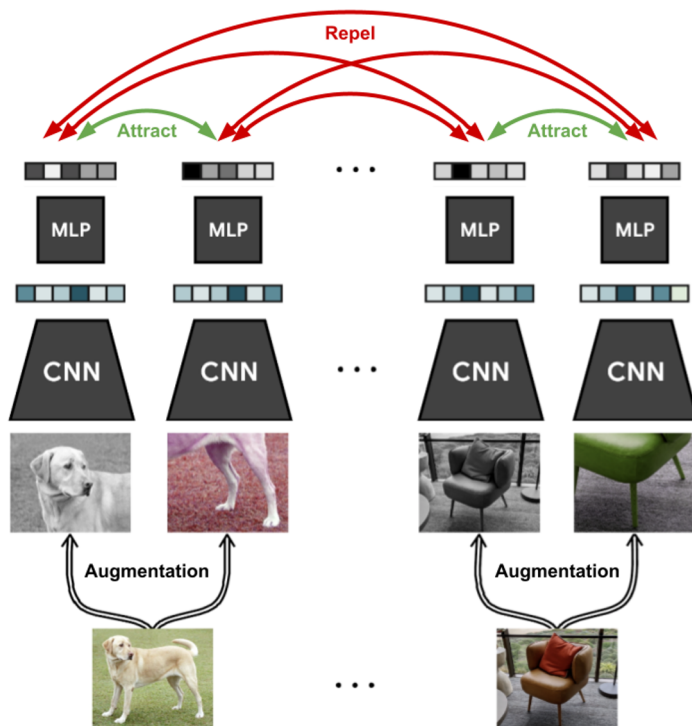 Repel
Attract
Attract
. . .
MLP
MLP
MLP
MLP
CNN
CNN
. . .
CNN
CNN
Augmentation
Augmentation
. . .